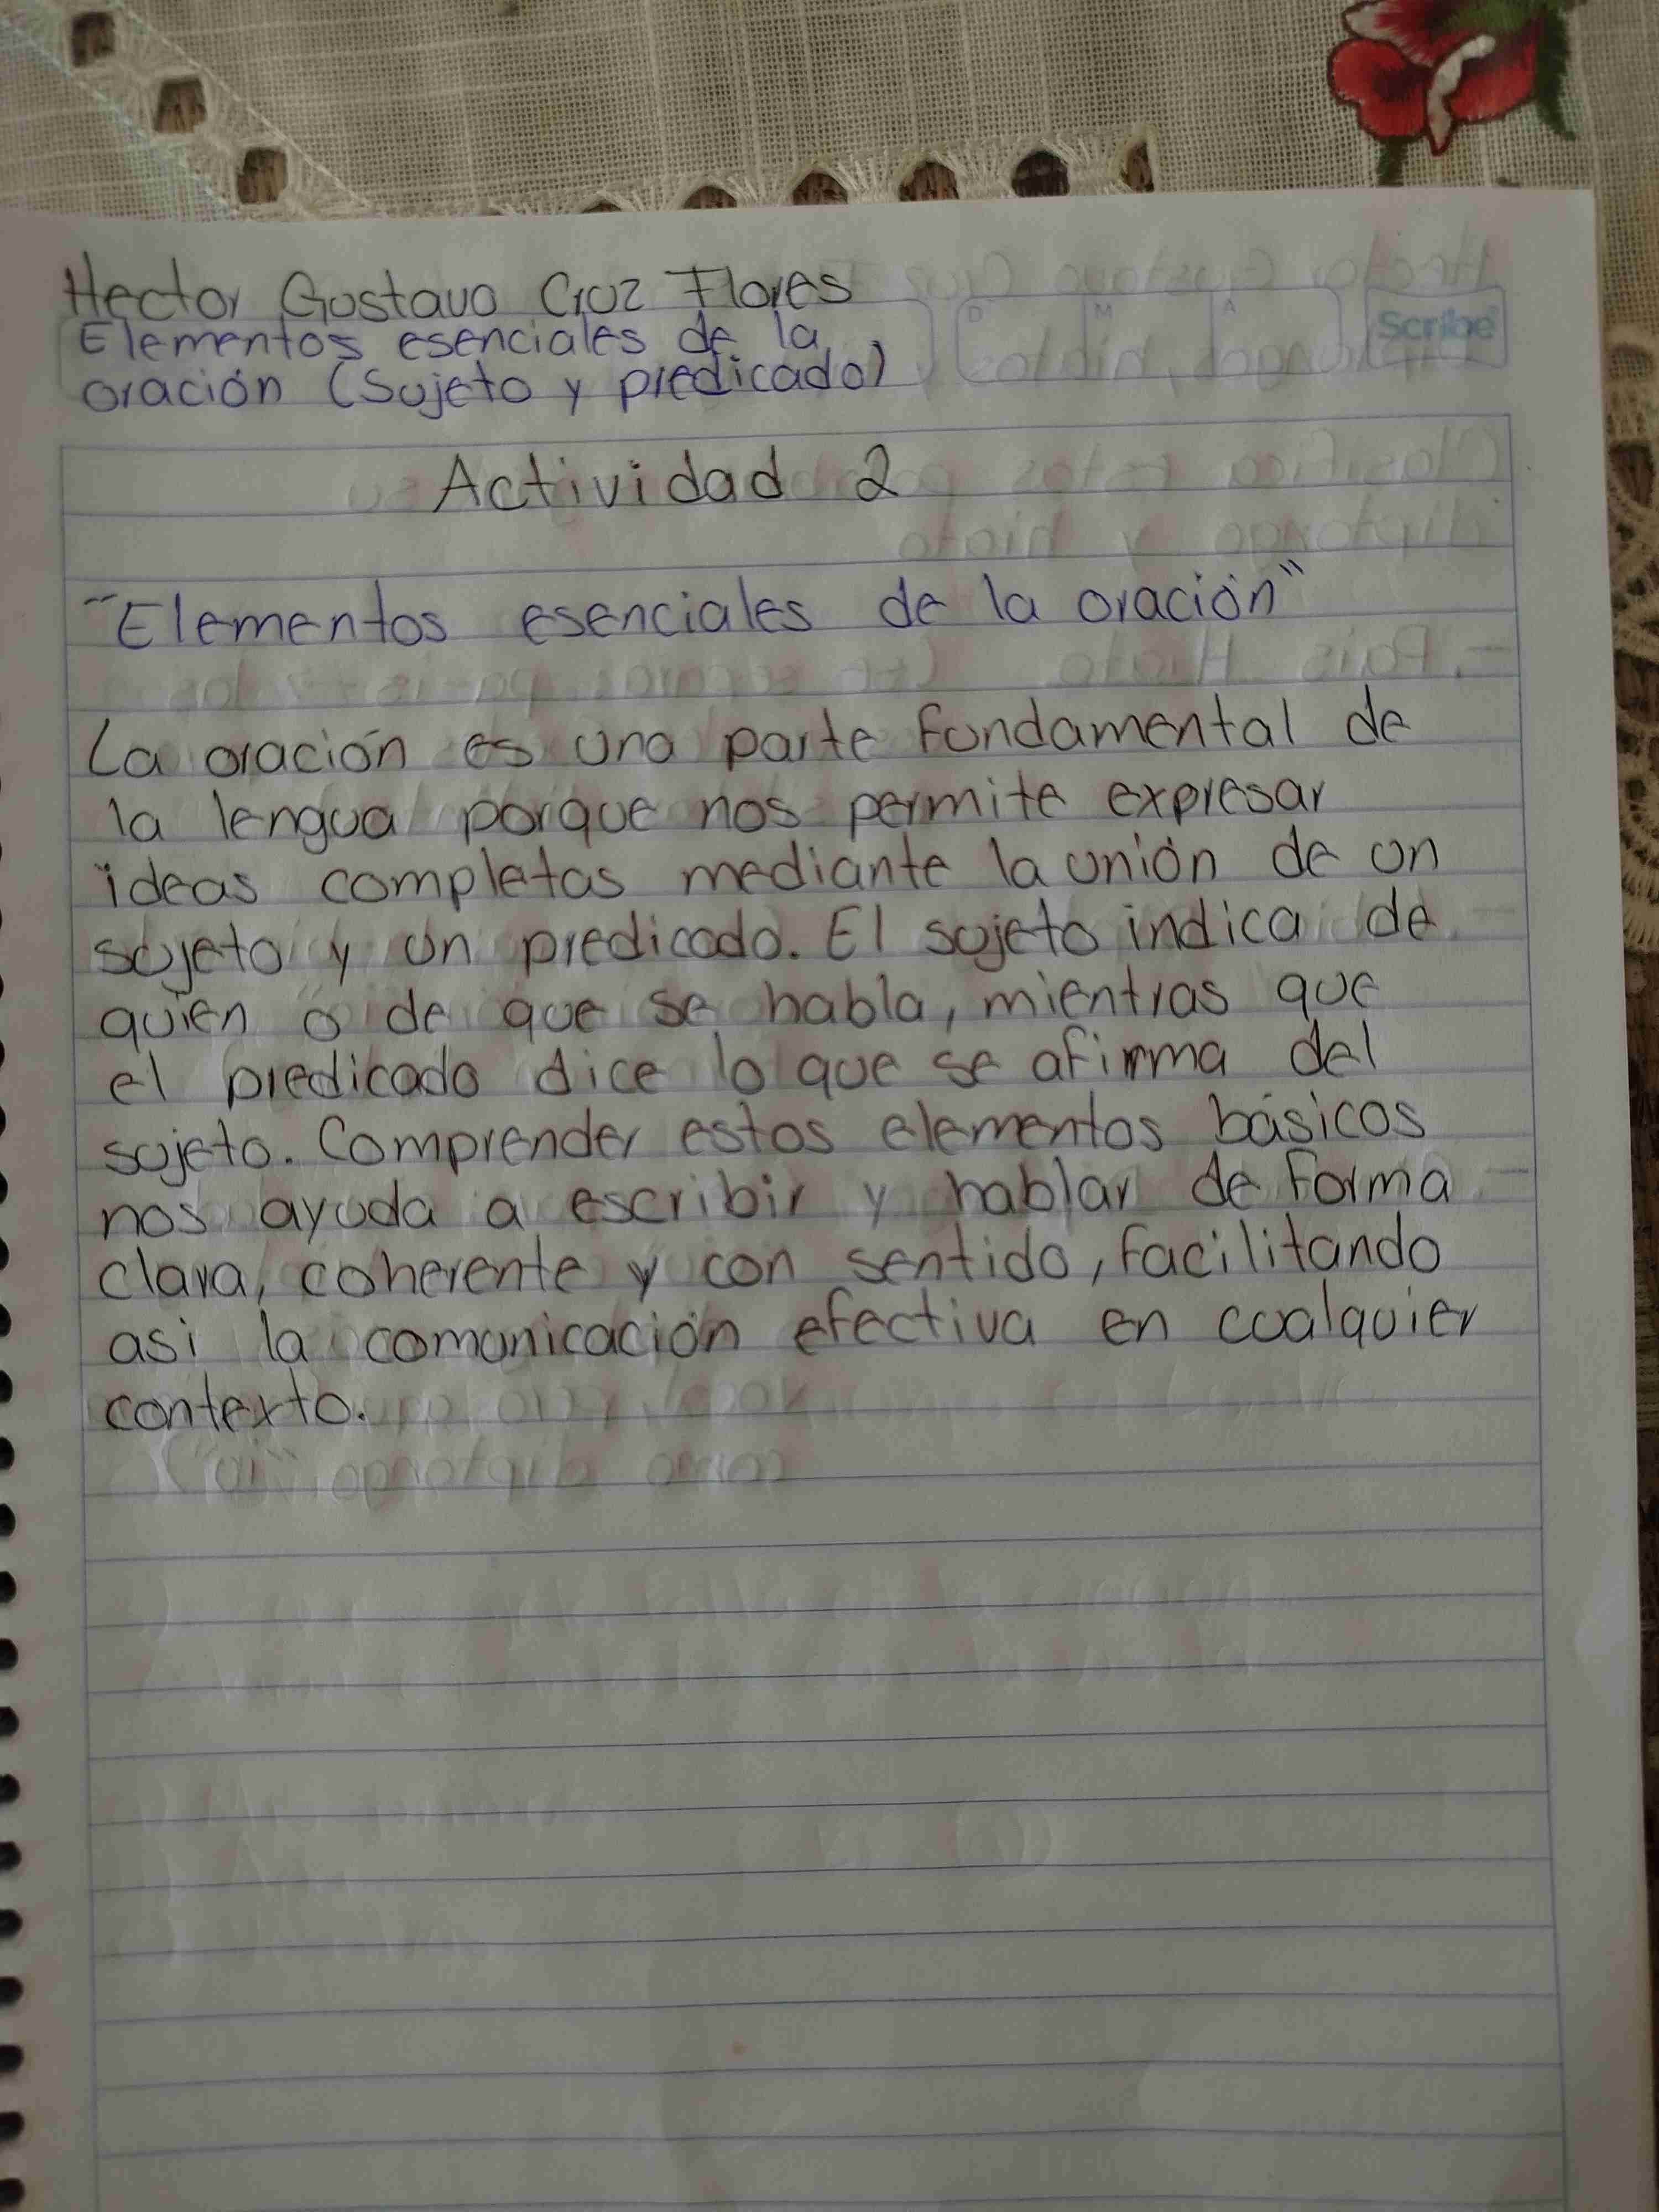 Hector Gustavo Cruz Flores
Elementos esenciales de la
oración (Sujeto y predicado)
D M A
Scribe
Actividad 2
"Elementos esenciales de la oración"
La oración es una parte fundamental de
la lengua porque nos permite expresar
ideas completas mediante la unión de un
sujeto y un predicado. El sujeto indica de
quien o de que se habla, mientras que
el predicado dice lo que se afirma del
sujeto. Comprender estos elementos básicos
nos ayuda a escribir y hablar de forma
clara, coherente y con sentido, facilitando
asi la comunicación efectiva en cualquier
contexto.